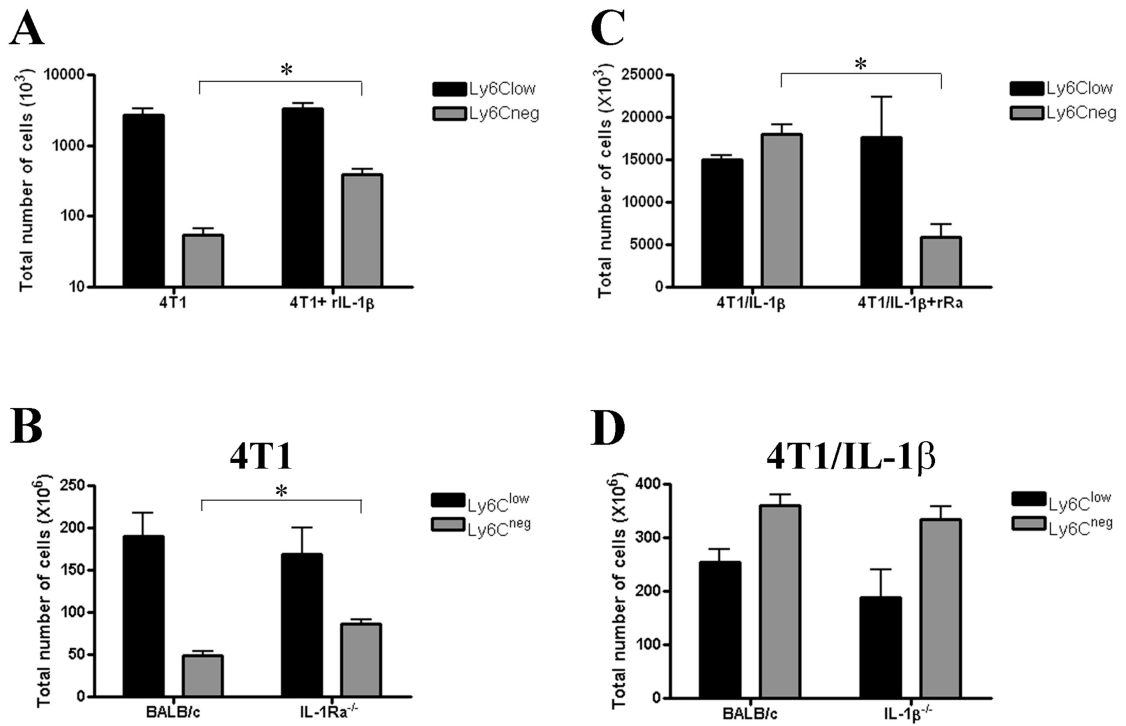 A
Total number of cells (10³)
10000
1000
100
10
*
Ly6Clow
Ly6Cneg
4T1
4T1+ rIL-1β
C
Total number of cells (X10³)
25000
20000
15000
10000
5000
0
*
Ly6Clow
Ly6Cneg
4T1/IL-1β
4T1/IL-1β+rRa
B
4T1
Total number of cells (X10⁶)
250
200
150
100
50
0
*
Ly6Cˡᵒʷ
Ly6Cⁿᵉᵍ
BALB/c
IL-1Ra⁻/⁻
D
4T1/IL-1β
Total number of cells (X10⁶)
400
300
200
100
0
Ly6Cˡᵒʷ
Ly6Cⁿᵉᵍ
BALB/c
IL-1β⁻/⁻